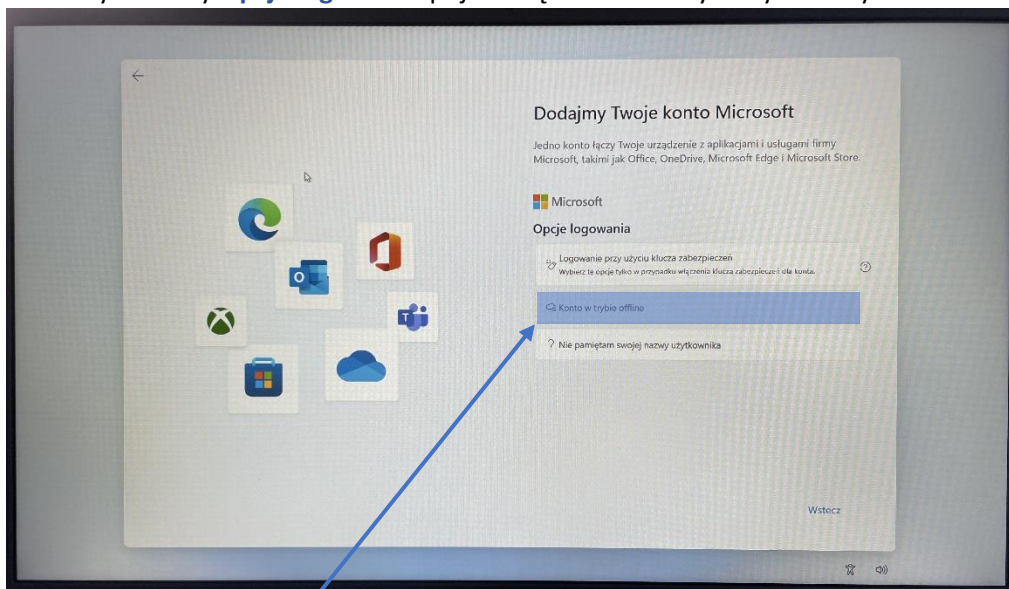 Dodajmy Twoje konto Microsoft
Jedno konto łączy Twoje urządzenie z aplikacjami i usługami firmy
Microsoft, takimi jak Office, OneDrive, Microsoft Edge i Microsoft Store.
Microsoft
Opcje logowania
Logowanie przy użyciu klucza zabezpieczeń
Wybierz tę opcję tylko w przypadku włączenia klucza zabezpieczeń dla konta.
Konto w trybie offline
Nie pamiętam swojej nazwy użytkownika
Wstecz